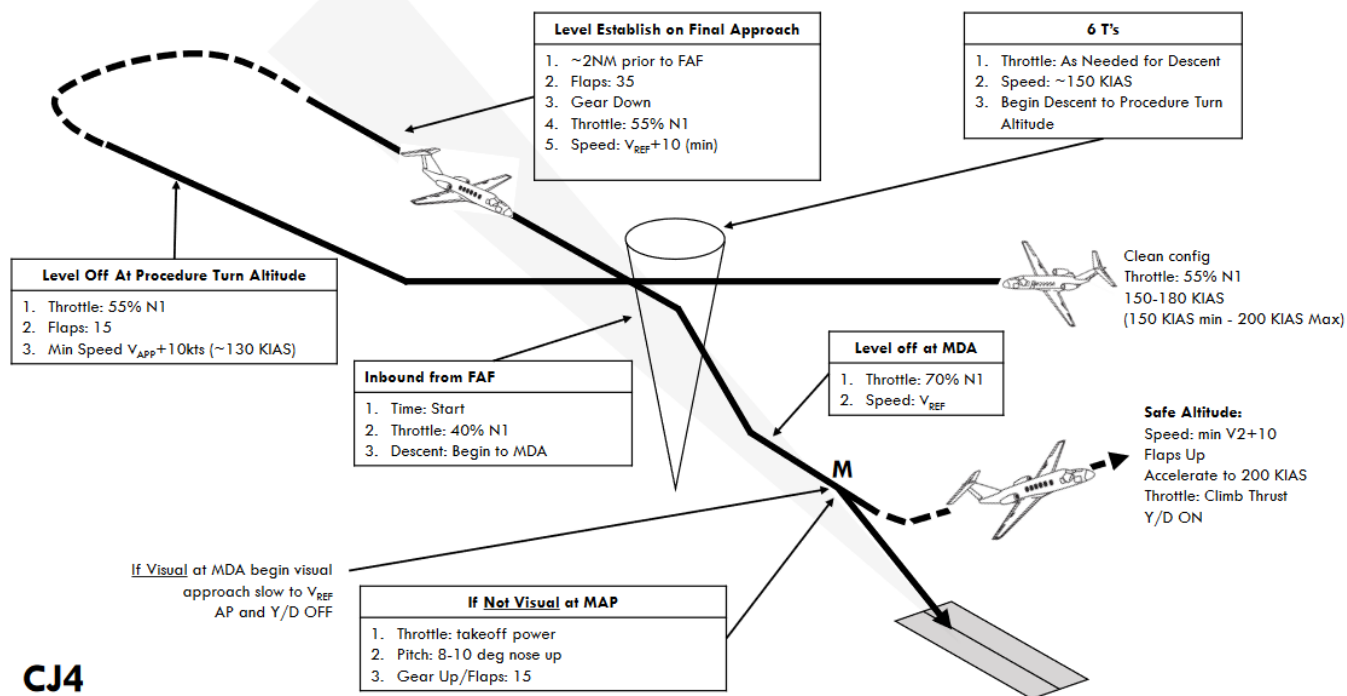 Level Establish on Final Approach
1. ~2NM prior to FAF
2. Flaps: 35
3. Gear Down
4. Throttle: 55% N1
5. Speed: VREF+10 (min)
6 T's
1. Throttle: As Needed for Descent
2. Speed: ~150 KIAS
3. Begin Descent to Procedure Turn
Altitude
Level Off At Procedure Turn Altitude
1. Throttle: 55% N1
2. Flaps: 15
3. Min Speed VAPP+10kts (~130 KIAS)
Clean config
Throttle: 55% N1
150-180 KIAS
(150 KIAS min - 200 KIAS Max)
Inbound from FAF
1. Time: Start
2. Throttle: 40% N1
3. Descent: Begin to MDA
Level off at MDA
1. Throttle: 70% N1
2. Speed: VREF
M
Safe Altitude:
Speed: min V2+10
Flaps Up
Accelerate to 200 KIAS
Throttle: Climb Thrust
Y/D ON
If Visual at MDA begin visual
approach slow to VREF
AP and Y/D OFF
If Not Visual at MAP
1. Throttle: takeoff power
2. Pitch: 8-10 deg nose up
3. Gear Up/Flaps: 15
CJ4